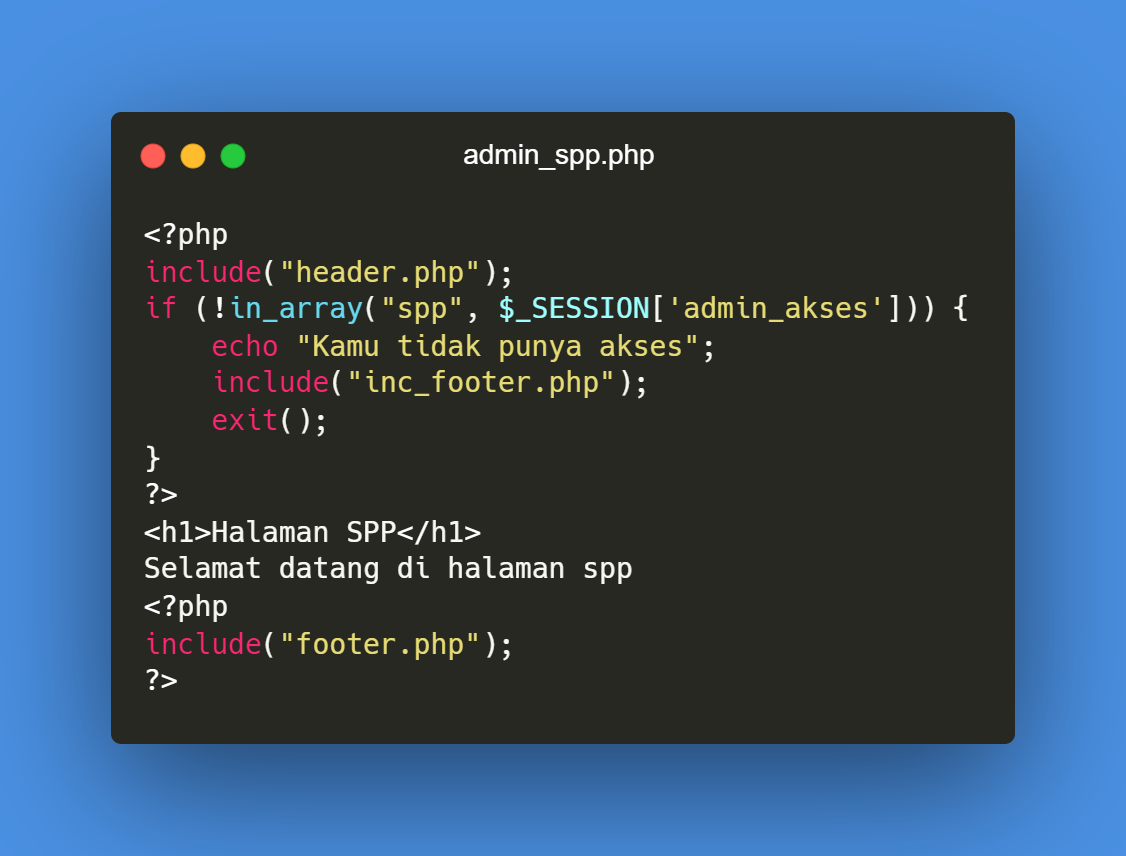 admin_spp.php
<?php
include("header.php");
if (!in_array("spp", $_SESSION['admin_akses'])) {
    echo "Kamu tidak punya akses";
    include("inc_footer.php");
    exit();
}
?>
<h1>Halaman SPP</h1>
Selamat datang di halaman spp
<?php
include("footer.php");
?>